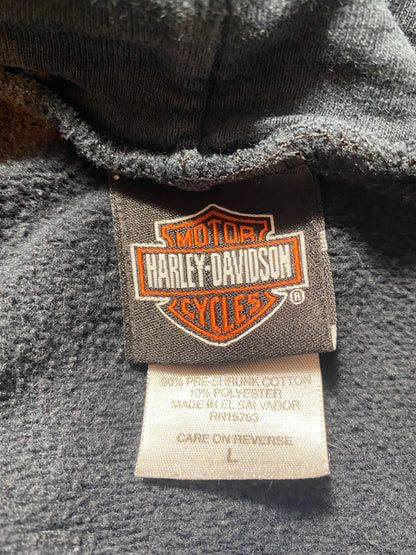 MOTOR
HARLEY-DAVIDSON
CYCLES
®
90% PRE-SHRUNK COTTON
10% POLYESTER
MADE IN EL SALVADOR
RN15763
CARE ON REVERSE
L